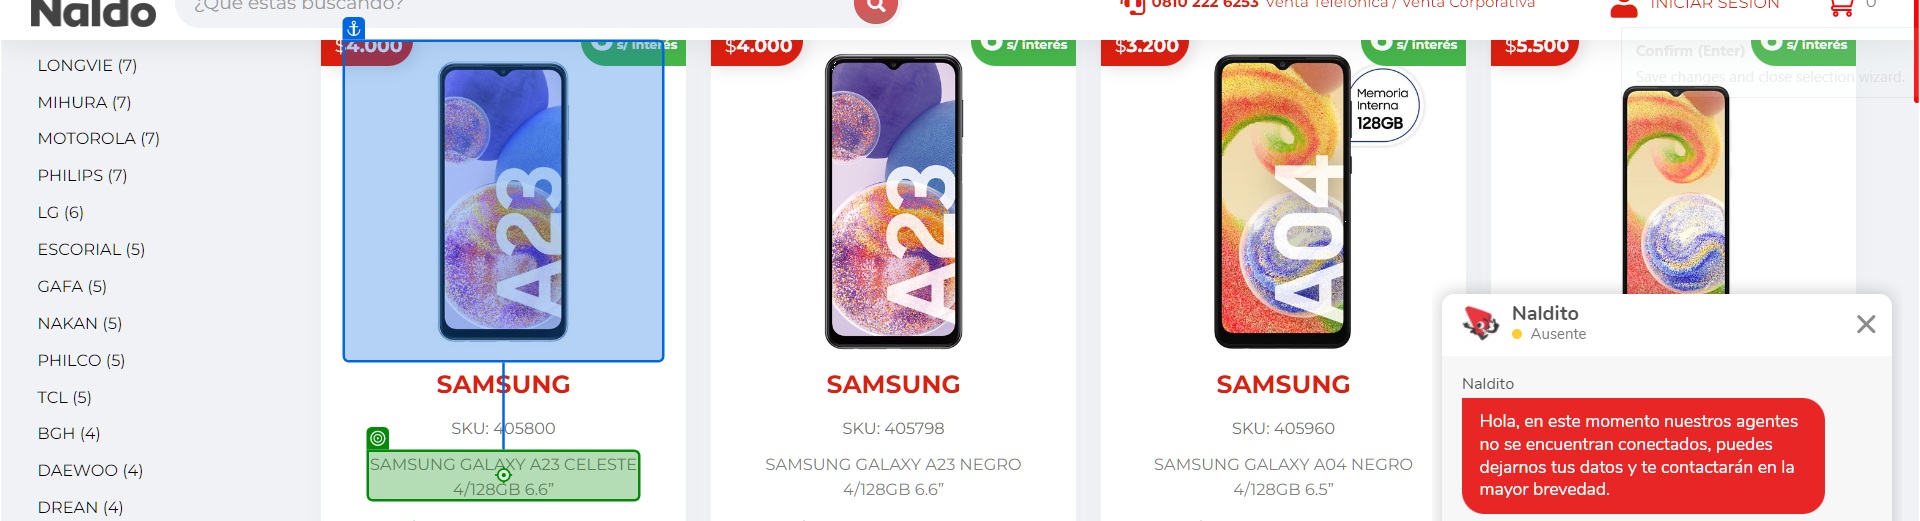 Naldo
¿Qué estás buscando?
0810 222 6253 Venta Telefónica / Venta Corporativa
INICIAR SESIÓN
0
LONGVIE (7)
MIHURA (7)
MOTOROLA (7)
PHILIPS (7)
LG (6)
ESCORIAL (5)
GAFA (5)
NAKAN (5)
PHILCO (5)
TCL (5)
BGH (4)
DAEWOO (4)
DREAN (4)
$4.000
6 s/ interés
A23
SAMSUNG
SKU: 405800
SAMSUNG GALAXY A23 CELESTE
4/128GB 6.6”
$4.000
6 s/ interés
A23
SAMSUNG
SKU: 405798
SAMSUNG GALAXY A23 NEGRO
4/128GB 6.6”
$3.200
6 s/ interés
Memoria
Interna
128GB
A04
SAMSUNG
SKU: 405960
SAMSUNG GALAXY A04 NEGRO
4/128GB 6.5”
$5.500
6 s/ interés
Confirm (Enter)
Save changes and close selection wizard.
Naldito
Ausente
Naldito
Hola, en este momento nuestros agentes
no se encuentran conectados, puedes
dejarnos tus datos y te contactarán en la
mayor brevedad.